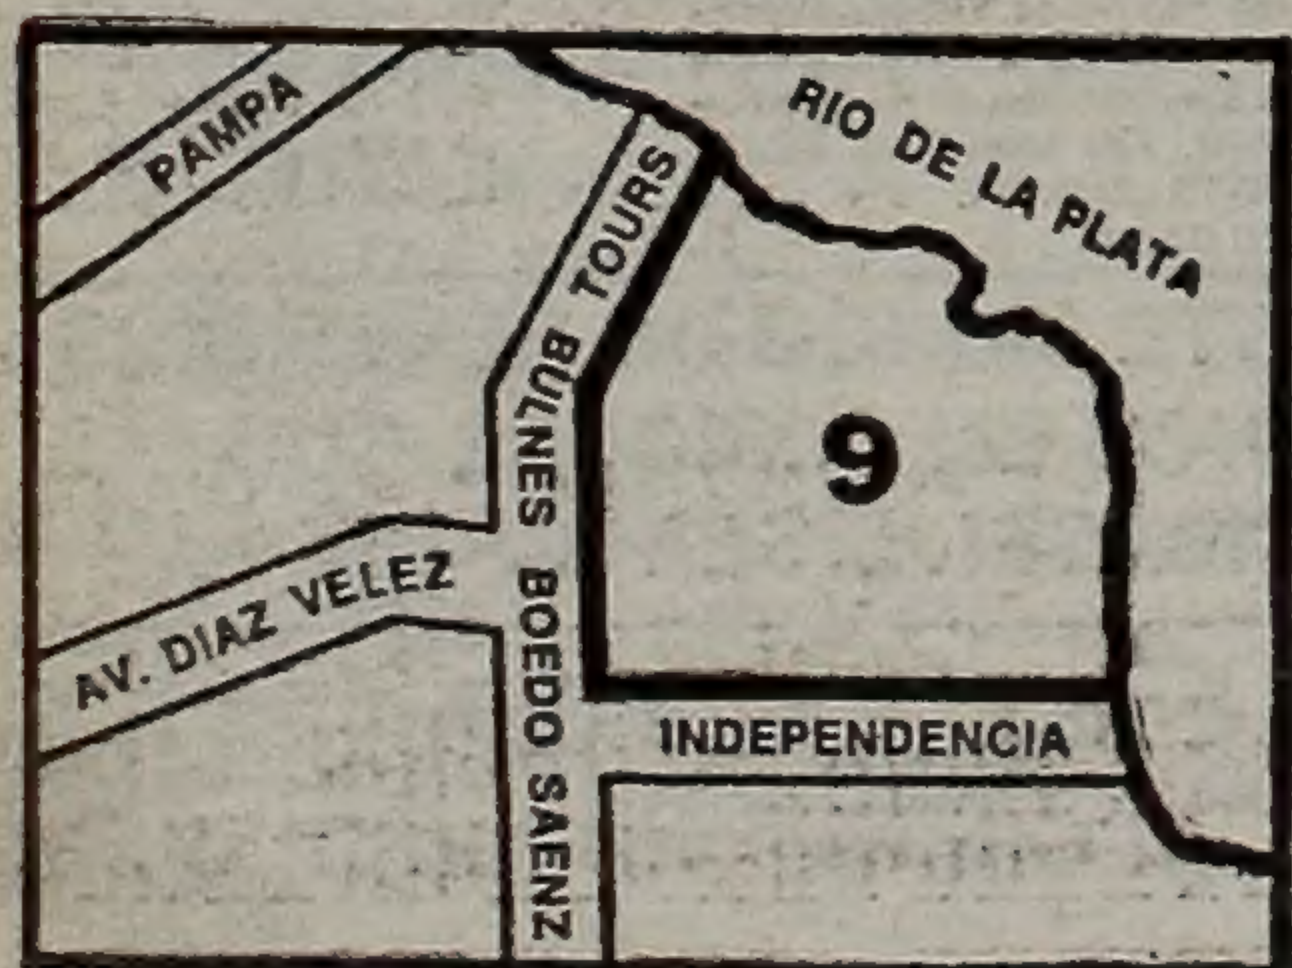 PAMPA
RIO DE LA PLATA
TOURS
BULNES
9
AV. DIAZ VELEZ
BOEDO
INDEPENDENCIA
SAENZ